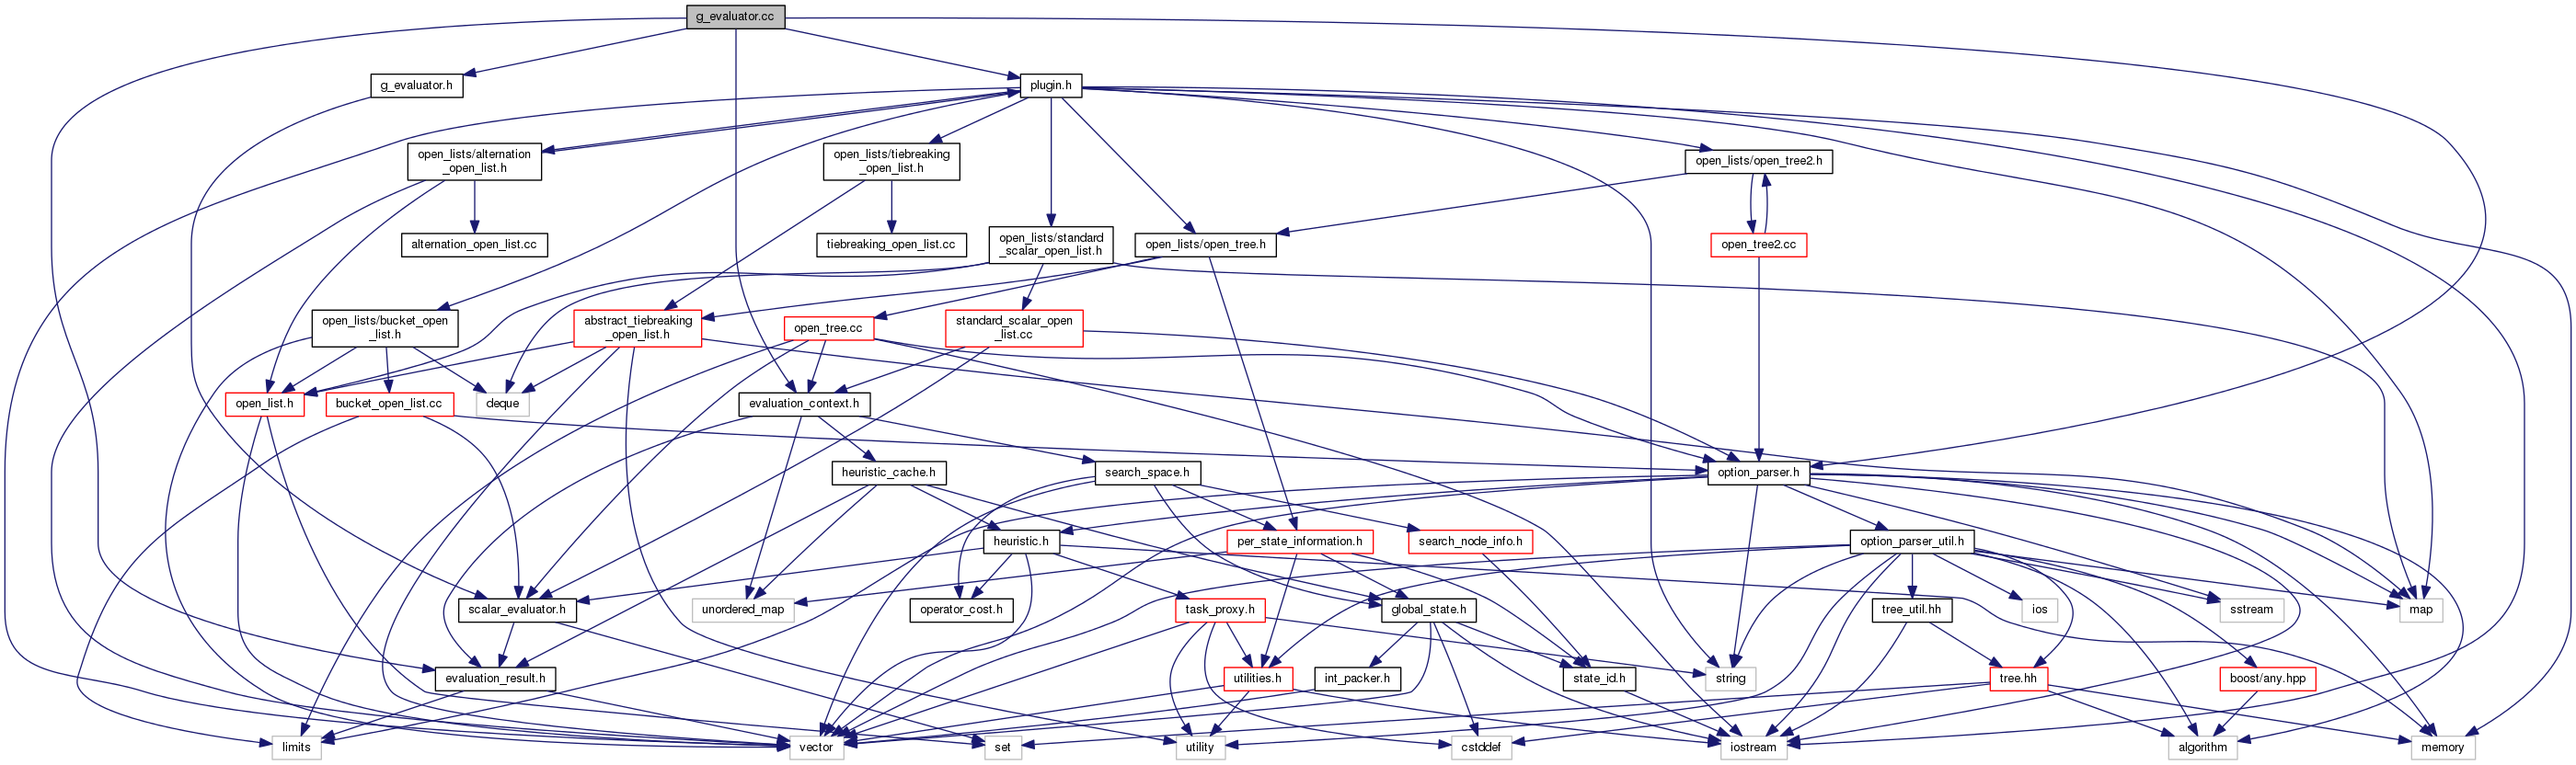 g_evaluator.cc
g_evaluator.h
plugin.h
open_lists/alternation
_open_list.h
open_lists/tiebreaking
_open_list.h
open_lists/open_tree2.h
alternation_open_list.cc
tiebreaking_open_list.cc
open_lists/standard
_scalar_open_list.h
open_lists/open_tree.h
open_tree2.cc
open_lists/bucket_open
_list.h
abstract_tiebreaking
_open_list.h
open_tree.cc
standard_scalar_open
_list.cc
open_list.h
bucket_open_list.cc
deque
evaluation_context.h
heuristic_cache.h
search_space.h
option_parser.h
heuristic.h
per_state_information.h
search_node_info.h
option_parser_util.h
scalar_evaluator.h
unordered_map
operator_cost.h
task_proxy.h
global_state.h
tree_util.hh
ios
sstream
map
evaluation_result.h
utilities.h
int_packer.h
state_id.h
string
tree.hh
boost/any.hpp
limits
vector
set
utility
cstddef
iostream
algorithm
memory